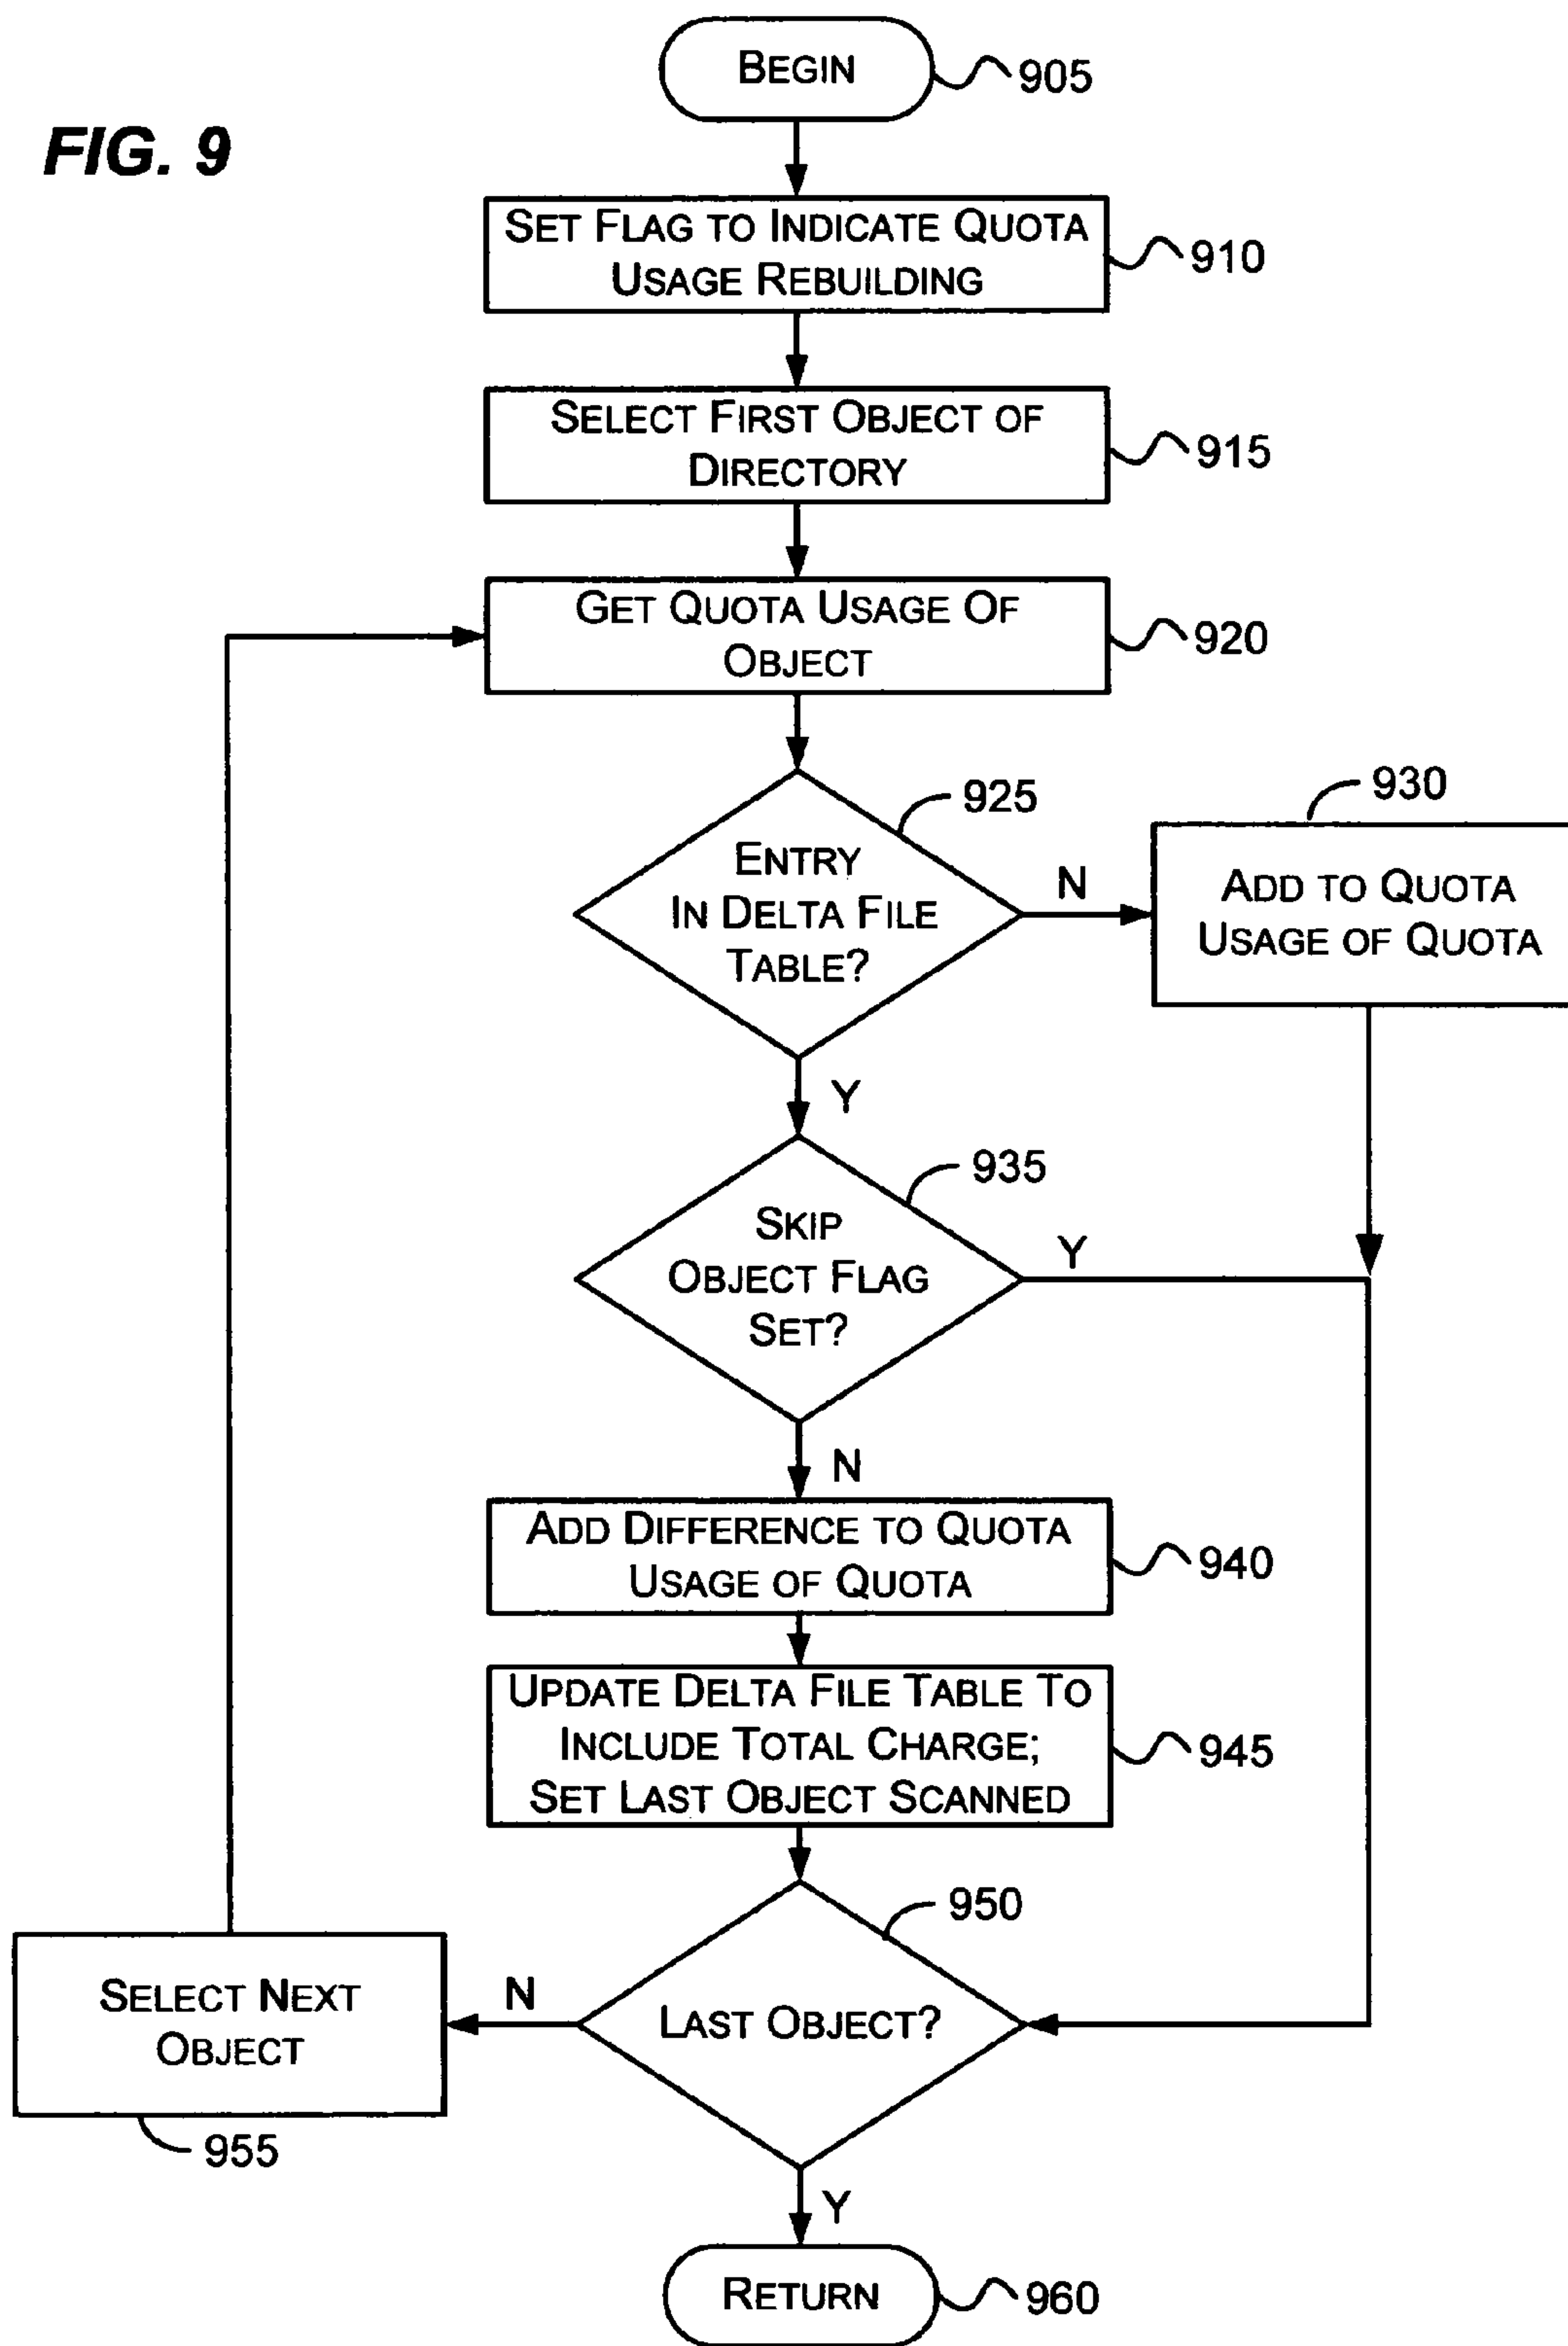 FIG. 9
BEGIN
905
SET FLAG TO INDICATE QUOTA
USAGE REBUILDING
910
SELECT FIRST OBJECT OF
DIRECTORY
915
GET QUOTA USAGE OF
OBJECT
920
925
ENTRY
IN DELTA FILE
TABLE?
N
930
ADD TO QUOTA
USAGE OF QUOTA
Y
935
SKIP
OBJECT FLAG
SET?
Y
N
ADD DIFFERENCE TO QUOTA
USAGE OF QUOTA
940
UPDATE DELTA FILE TABLE TO
INCLUDE TOTAL CHARGE;
SET LAST OBJECT SCANNED
945
950
LAST OBJECT?
N
SELECT NEXT
OBJECT
955
Y
RETURN
960